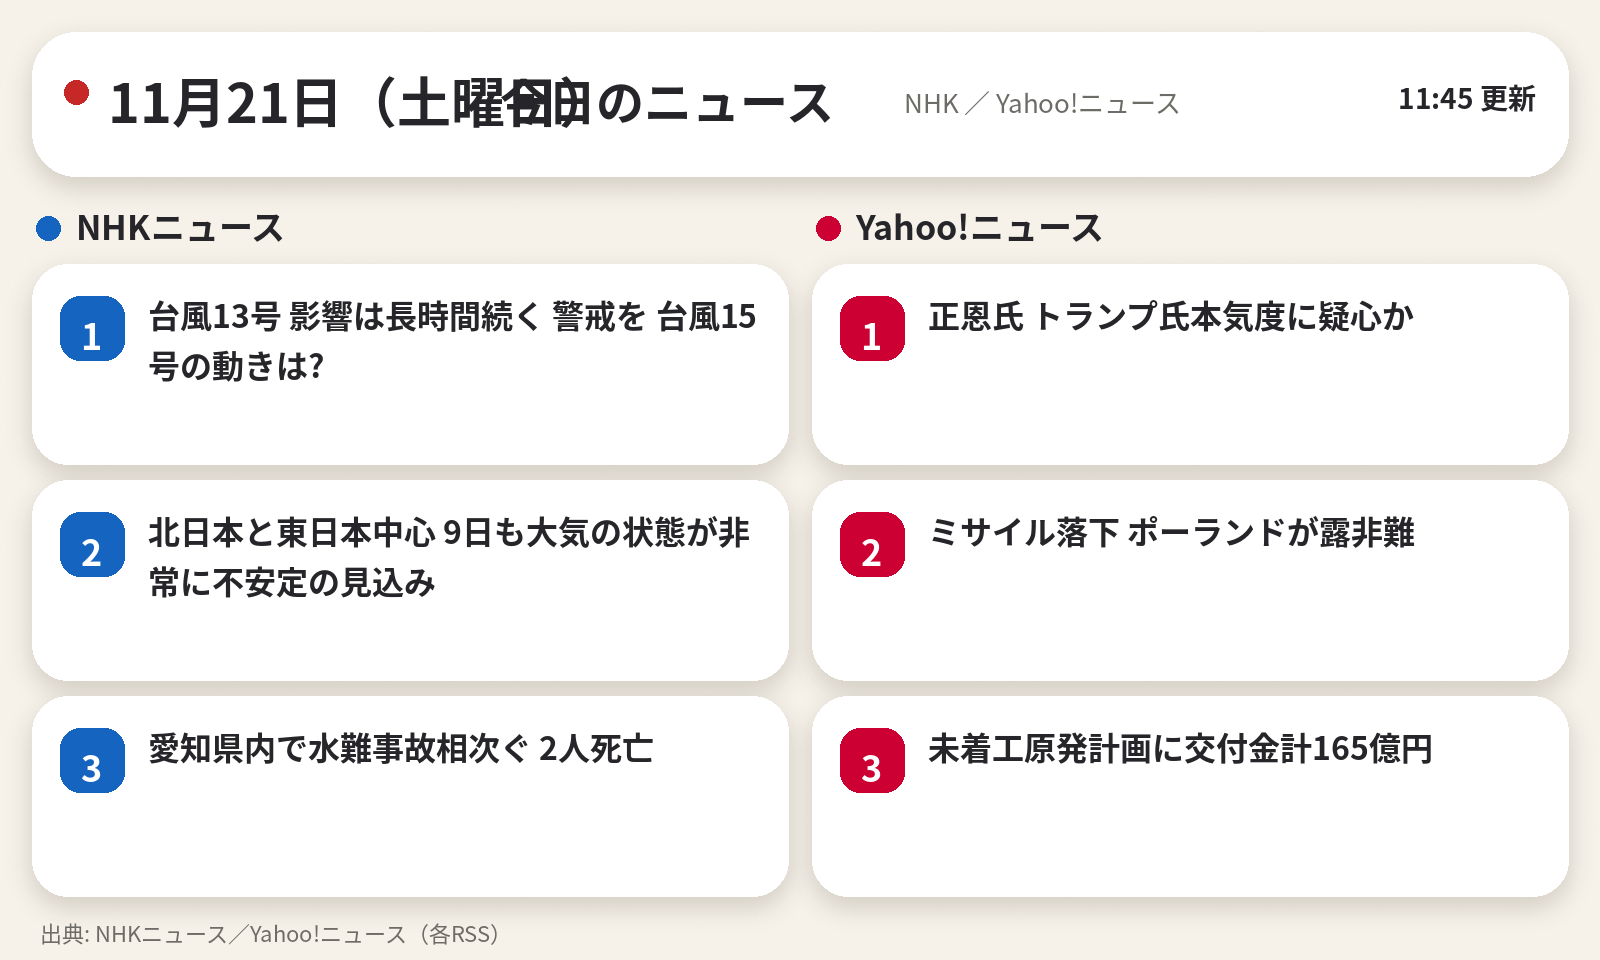 11月21日（土曜日）今日のニュース NHK ／ Yahoo!ニュース 11:45 更新
NHKニュース
1 台風13号 影響は長時間続く 警戒を 台風15
号の動きは?
2 北日本と東日本中心 9日も大気の状態が非
常に不安定の見込み
3 愛知県内で水難事故相次ぐ 2人死亡
Yahoo!ニュース
1 正恩氏 トランプ氏本気度に疑心か
2 ミサイル落下 ポーランドが露非難
3 未着工原発計画に交付金計165億円
出典: NHKニュース／Yahoo!ニュース（各RSS）